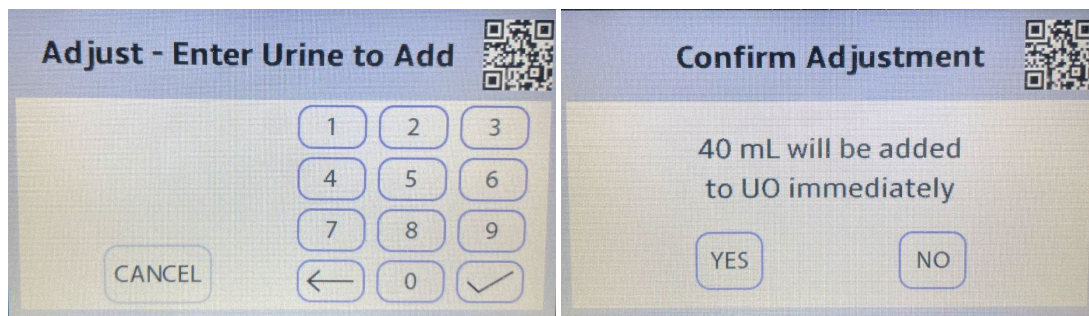 Adjust - Enter Urine to Add
1 2 3
4 5 6
7 8 9
CANCEL
0
Confirm Adjustment
40 mL will be added
to UO immediately
YES NO